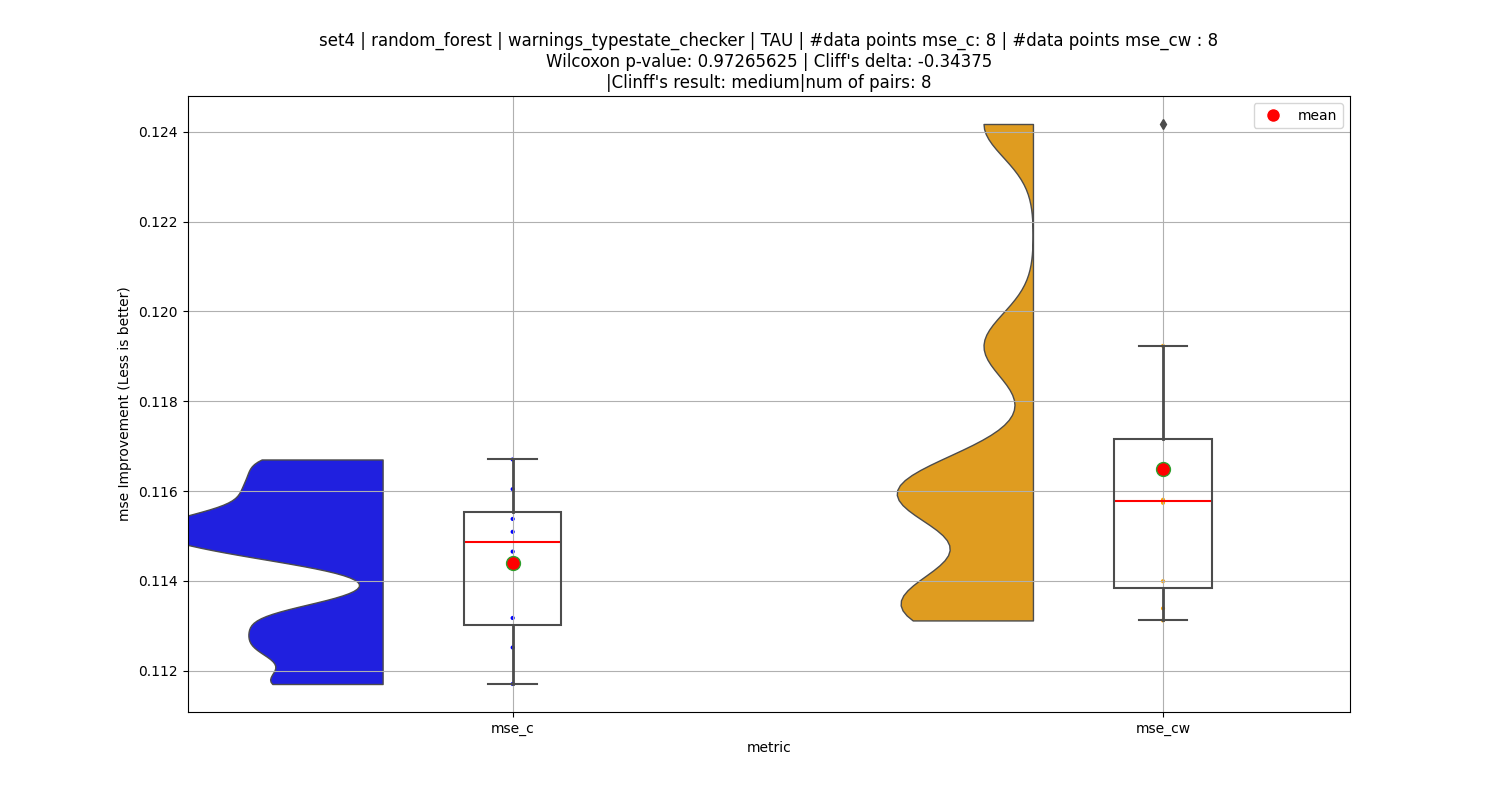 set4 | random_forest | warnings_typestate_checker | TAU | #data points mse_c: 8 | #data points mse_cw : 8
Wilcoxon p-value: 0.97265625 | Cliff's delta: -0.34375
|Clinff's result: medium|num of pairs: 8
mean
0.124
0.122
0.120
0.118
0.116
0.114
0.112
mse Improvement (Less is better)
mse_c
mse_cw
metric